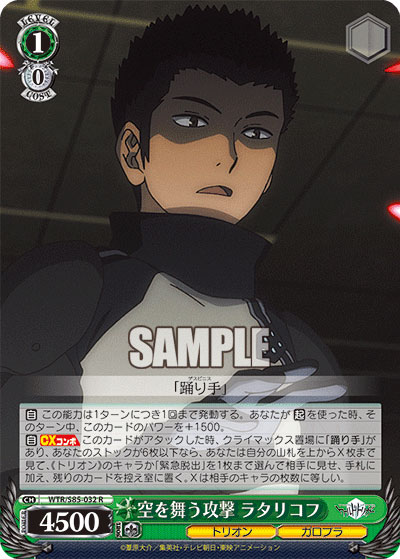 LEVEL
1
0
COST
SAMPLE
デスピニス
「踊り手」
自 この能力は1ターンにつき1回まで発動する。あなたが起を使った時、そ
のターン中、このカードのパワーを＋1500。
自 CXコンボ このカードがアタックした時、クライマックス置場に「踊り手」が
あり、あなたのストックが6枚以下なら、あなたは自分の山札を上からX枚まで
見て、《トリオン》のキャラか「緊急脱出」を1枚まで選んで相手に見せ、手札に
加え、残りのカードを控え室に置く。Xは相手のキャラの枚数に等しい。
CH WTR/S85-032 R
空を舞う攻撃 ラタリコフ
4500
トリオン
ガロプラ
©葦原大介／集英社・テレビ朝日・東映アニメーション